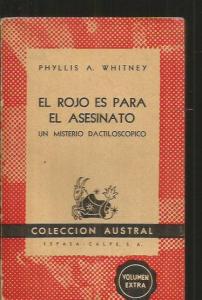 PHYLLIS A. WHITNEY
EL ROJO ES PARA
EL ASESINATO
UN MISTERIO DACTILOSCOPICO
COLECCION AUSTRAL
ESPASA-CALPE, S. A.
VOLUMEN
EXTRA